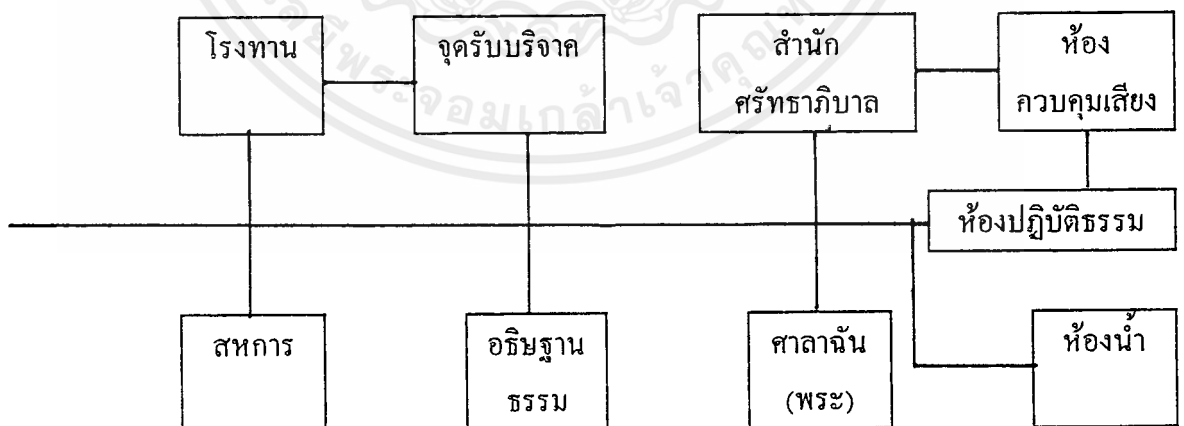 โรงทาน
จุดรับบริจาค
สำนัก
ศรัทธาภิบาล
ห้อง
ควบคุมเสียง
ห้องปฏิบัติธรรม
สหการ
อธิษฐาน
ธรรม
ศาลาฉัน
(พระ)
ห้องน้ำ